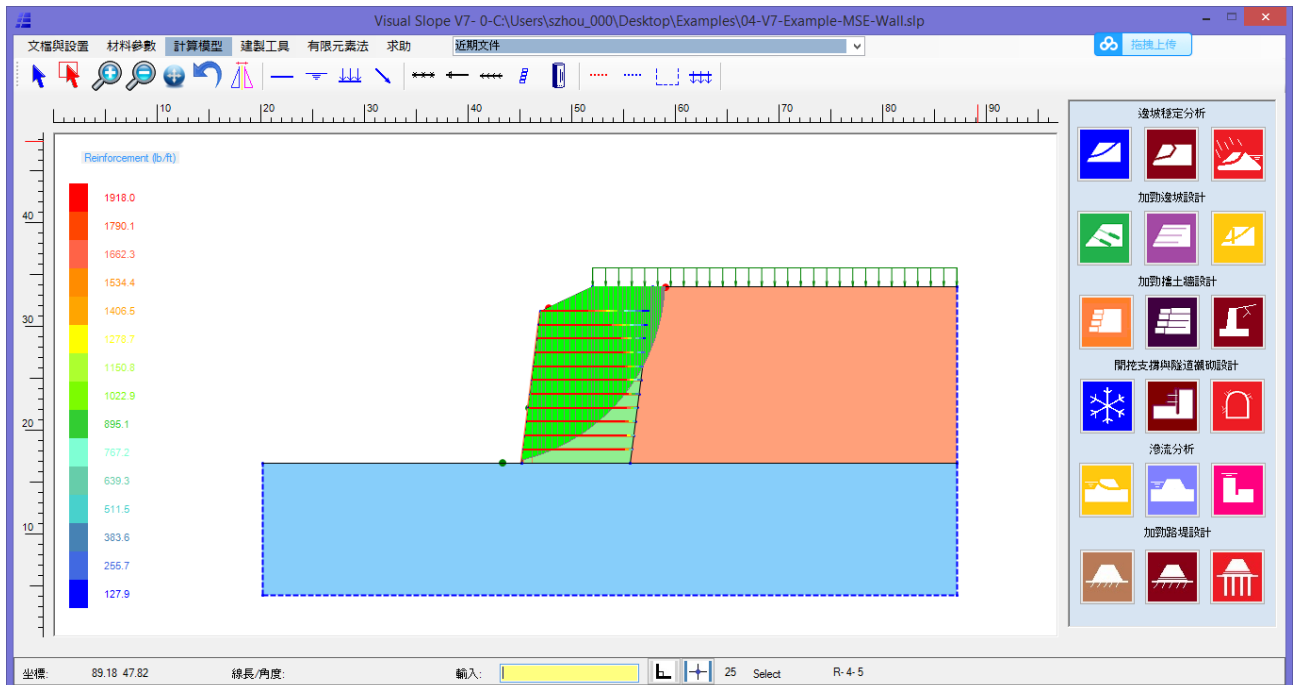 Visual Slope V7- 0-C:\Users\szhou_000\Desktop\Examples\04-V7-Example-MSE-Wall.slp
文檔與設置 材料參數 計算模型 建製工具 有限元素法 求助 近期文件
拖拽上传
10 20 30 40 50 60 70 80 90
邊坡穩定分析
Reinforcement (lb/ft)
1918.0
1790.1
1662.3
1534.4
1406.5
1278.7
1150.8
1022.9
895.1
767.2
639.3
511.5
383.6
255.7
127.9
40
30
20
10
加勁邊坡設計
加勁擋土牆設計
開挖支撐與隧道襯砌設計
滲流分析
加勁路堤設計
坐標: 89.18 47.82 線長/角度: 輸入: 25 Select R- 4- 5